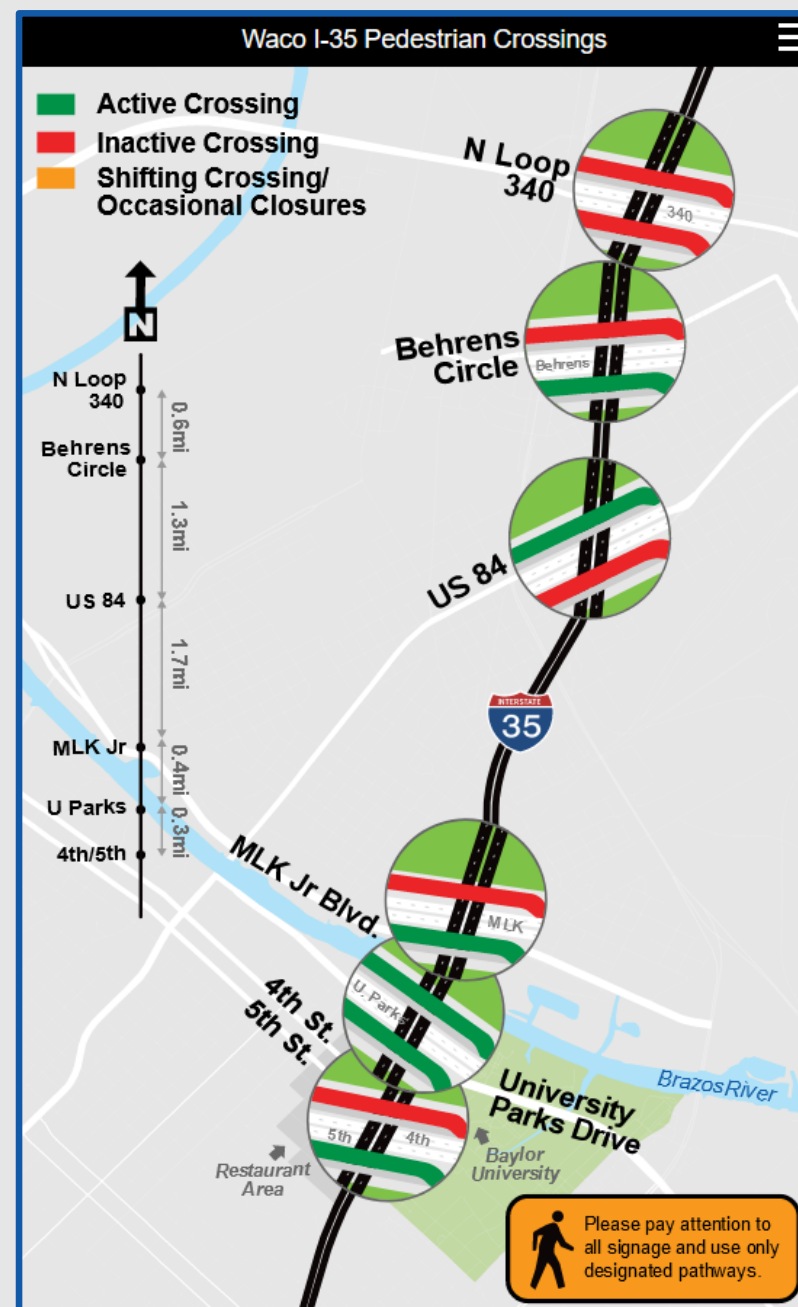 Waco I-35 Pedestrian Crossings
Active Crossing
Inactive Crossing
Shifting Crossing/
Occasional Closures
N
N Loop
340
0.6mi
Behrens
Circle
1.3mi
US 84
1.7mi
MLK Jr
0.4mi
U Parks
0.3mi
4th/5th
N Loop
340
340
Behrens
Circle
Behrens
US 84
INTERSTATE
35
MLK Jr Blvd.
MLK
4th St.
5th St.
U. Parks
University
Parks Drive
Brazos River
5th
4th
Restaurant
Area
Baylor
University
Please pay attention to
all signage and use only
designated pathways.